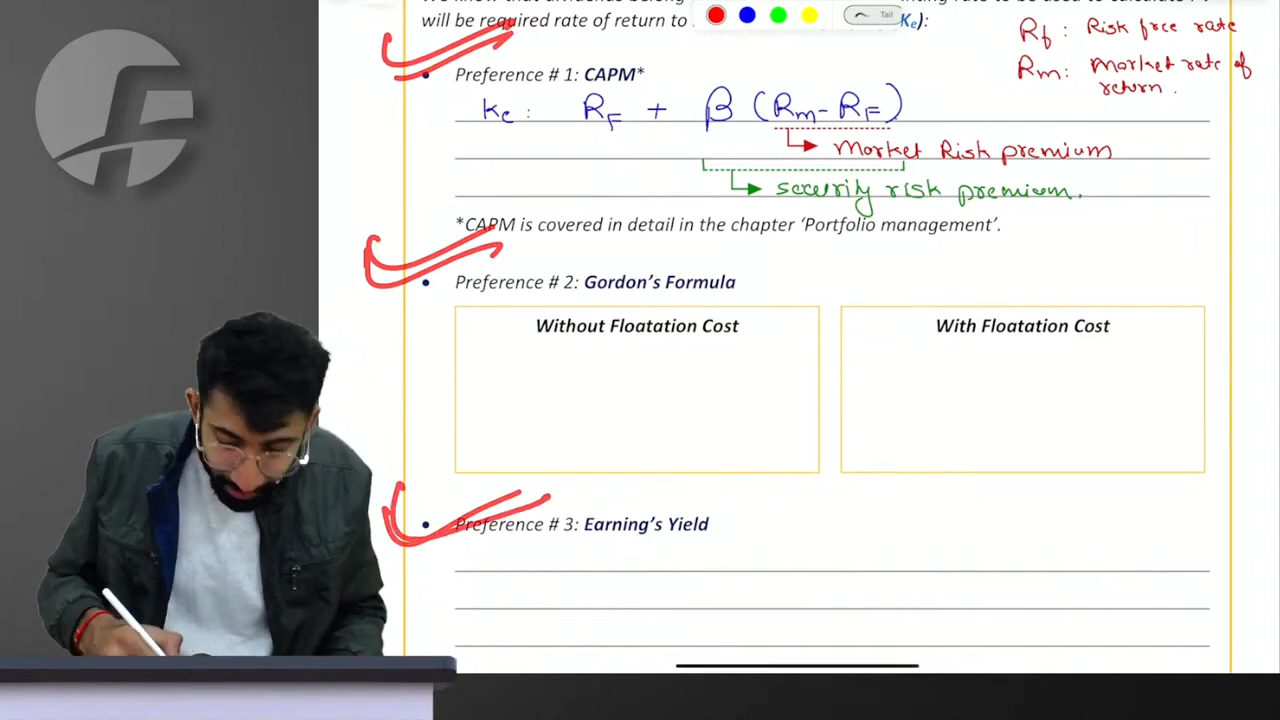 will be required rate of return to
Ke):
Tail
Rf : Risk free rate
Rm: Market rate of
return.
• Preference # 1: CAPM*
Ke : RF + β (Rm - RF)
Market Risk premium
security risk premium.
*CAPM is covered in detail in the chapter ‘Portfolio management’.
• Preference # 2: Gordon’s Formula
Without Floatation Cost
With Floatation Cost
• Preference # 3: Earning’s Yield